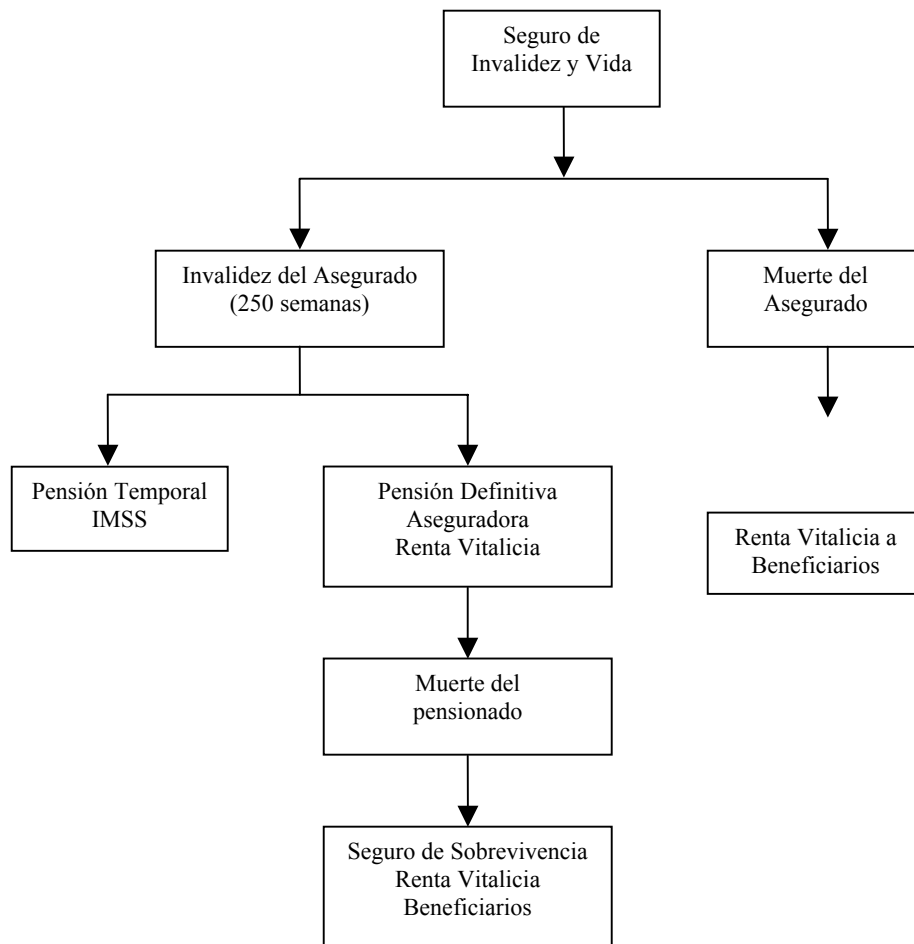 Seguro de
Invalidez y Vida
Invalidez del Asegurado
(250 semanas)
Muerte del
Asegurado
Pensión Temporal
IMSS
Pensión Definitiva
Aseguradora
Renta Vitalicia
Renta Vitalicia a
Beneficiarios
Muerte del
pensionado
Seguro de Sobrevivencia
Renta Vitalicia
Beneficiarios